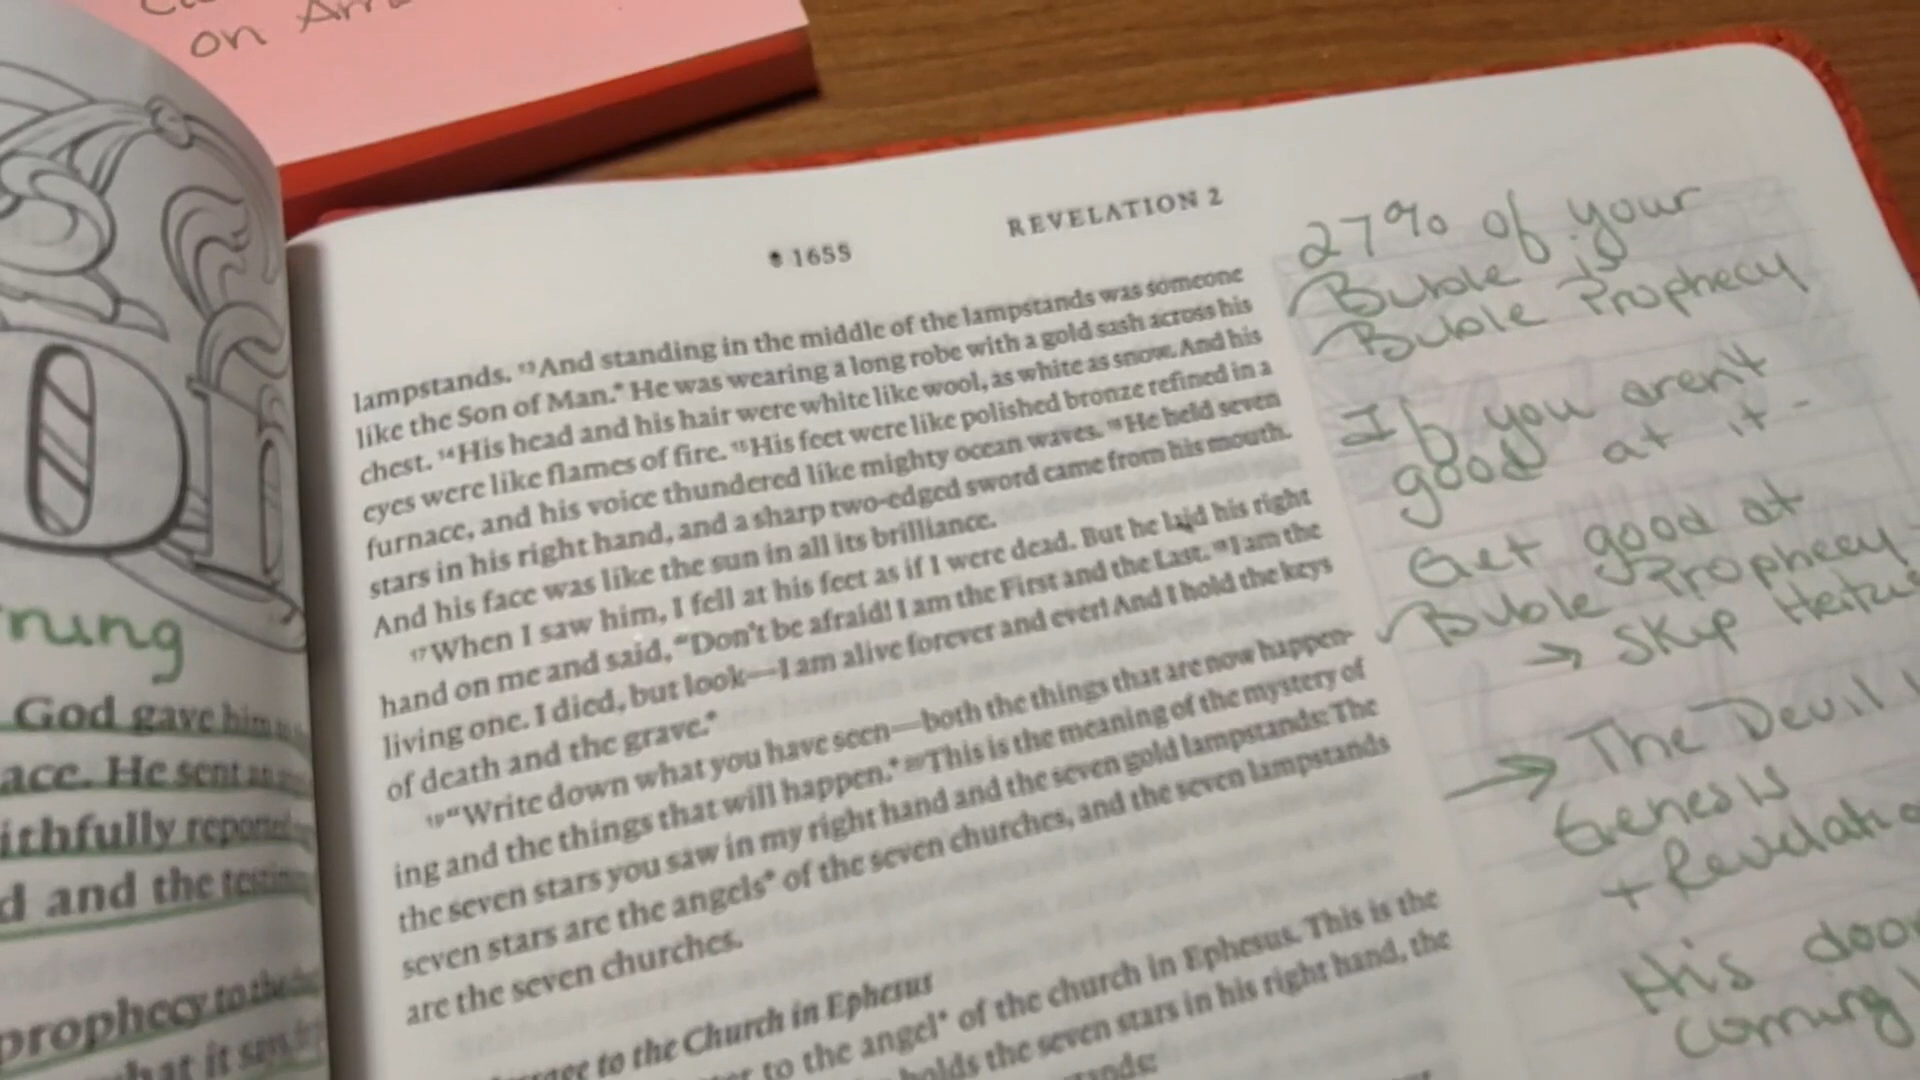 on
rning
God gave him
ace. He sent an
ithfully reported
d and the
prophecy to the
hat it
1655
REVELATION 2
lampstands. 13And standing in the middle of the lampstands was someone
like the Son of Man.* He was wearing a long robe with a gold sash across his
chest. 14His head and his hair were white like wool, as white as snow. And his
eyes were like flames of fire. 15His feet were like polished bronze refined in a
furnace, and his voice thundered like mighty ocean waves. 16He held seven
stars in his right hand, and a sharp two-edged sword came from his mouth.
And his face was like the sun in all its brilliance.
17When I saw him, I fell at his feet as if I were dead. But he laid his right
hand on me and said, “Don’t be afraid! I am the First and the Last. 18I am the
living one. I died, but look—I am alive forever and ever! And I hold the keys
of death and the grave.*
19“Write down what you have seen—both the things that are now happen-
ing and the things that will happen.* 20This is the meaning of the mystery of
the seven stars you saw in my right hand and the seven gold lampstands: The
seven stars are the angels* of the seven churches, and the seven lampstands
are the seven churches.
to the Church in Ephesus
to the angel* of the church in Ephesus. This is the
holds the seven stars in his right hand, the
27% of your
Bible is
Bible Prophecy
If you arent
good at it -
Get good at
Bible Prophecy
→ Skip
→ The Devil
Genesis
+
His
coming